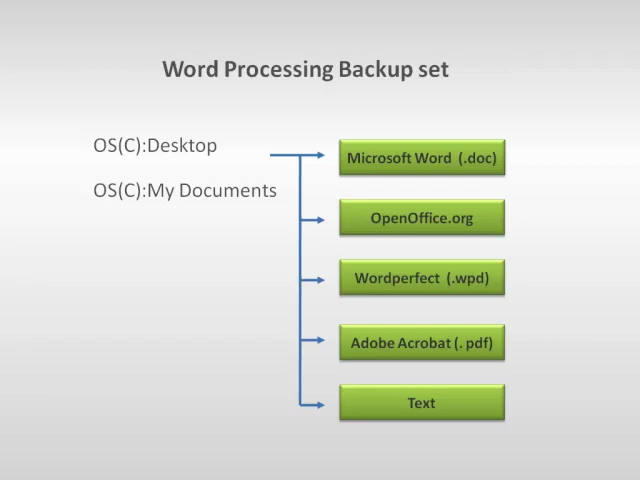 Word Processing Backup set
OS(C):Desktop
OS(C):My Documents
Microsoft Word (.doc)
OpenOffice.org
Wordperfect (.wpd)
Adobe Acrobat (. pdf)
Text